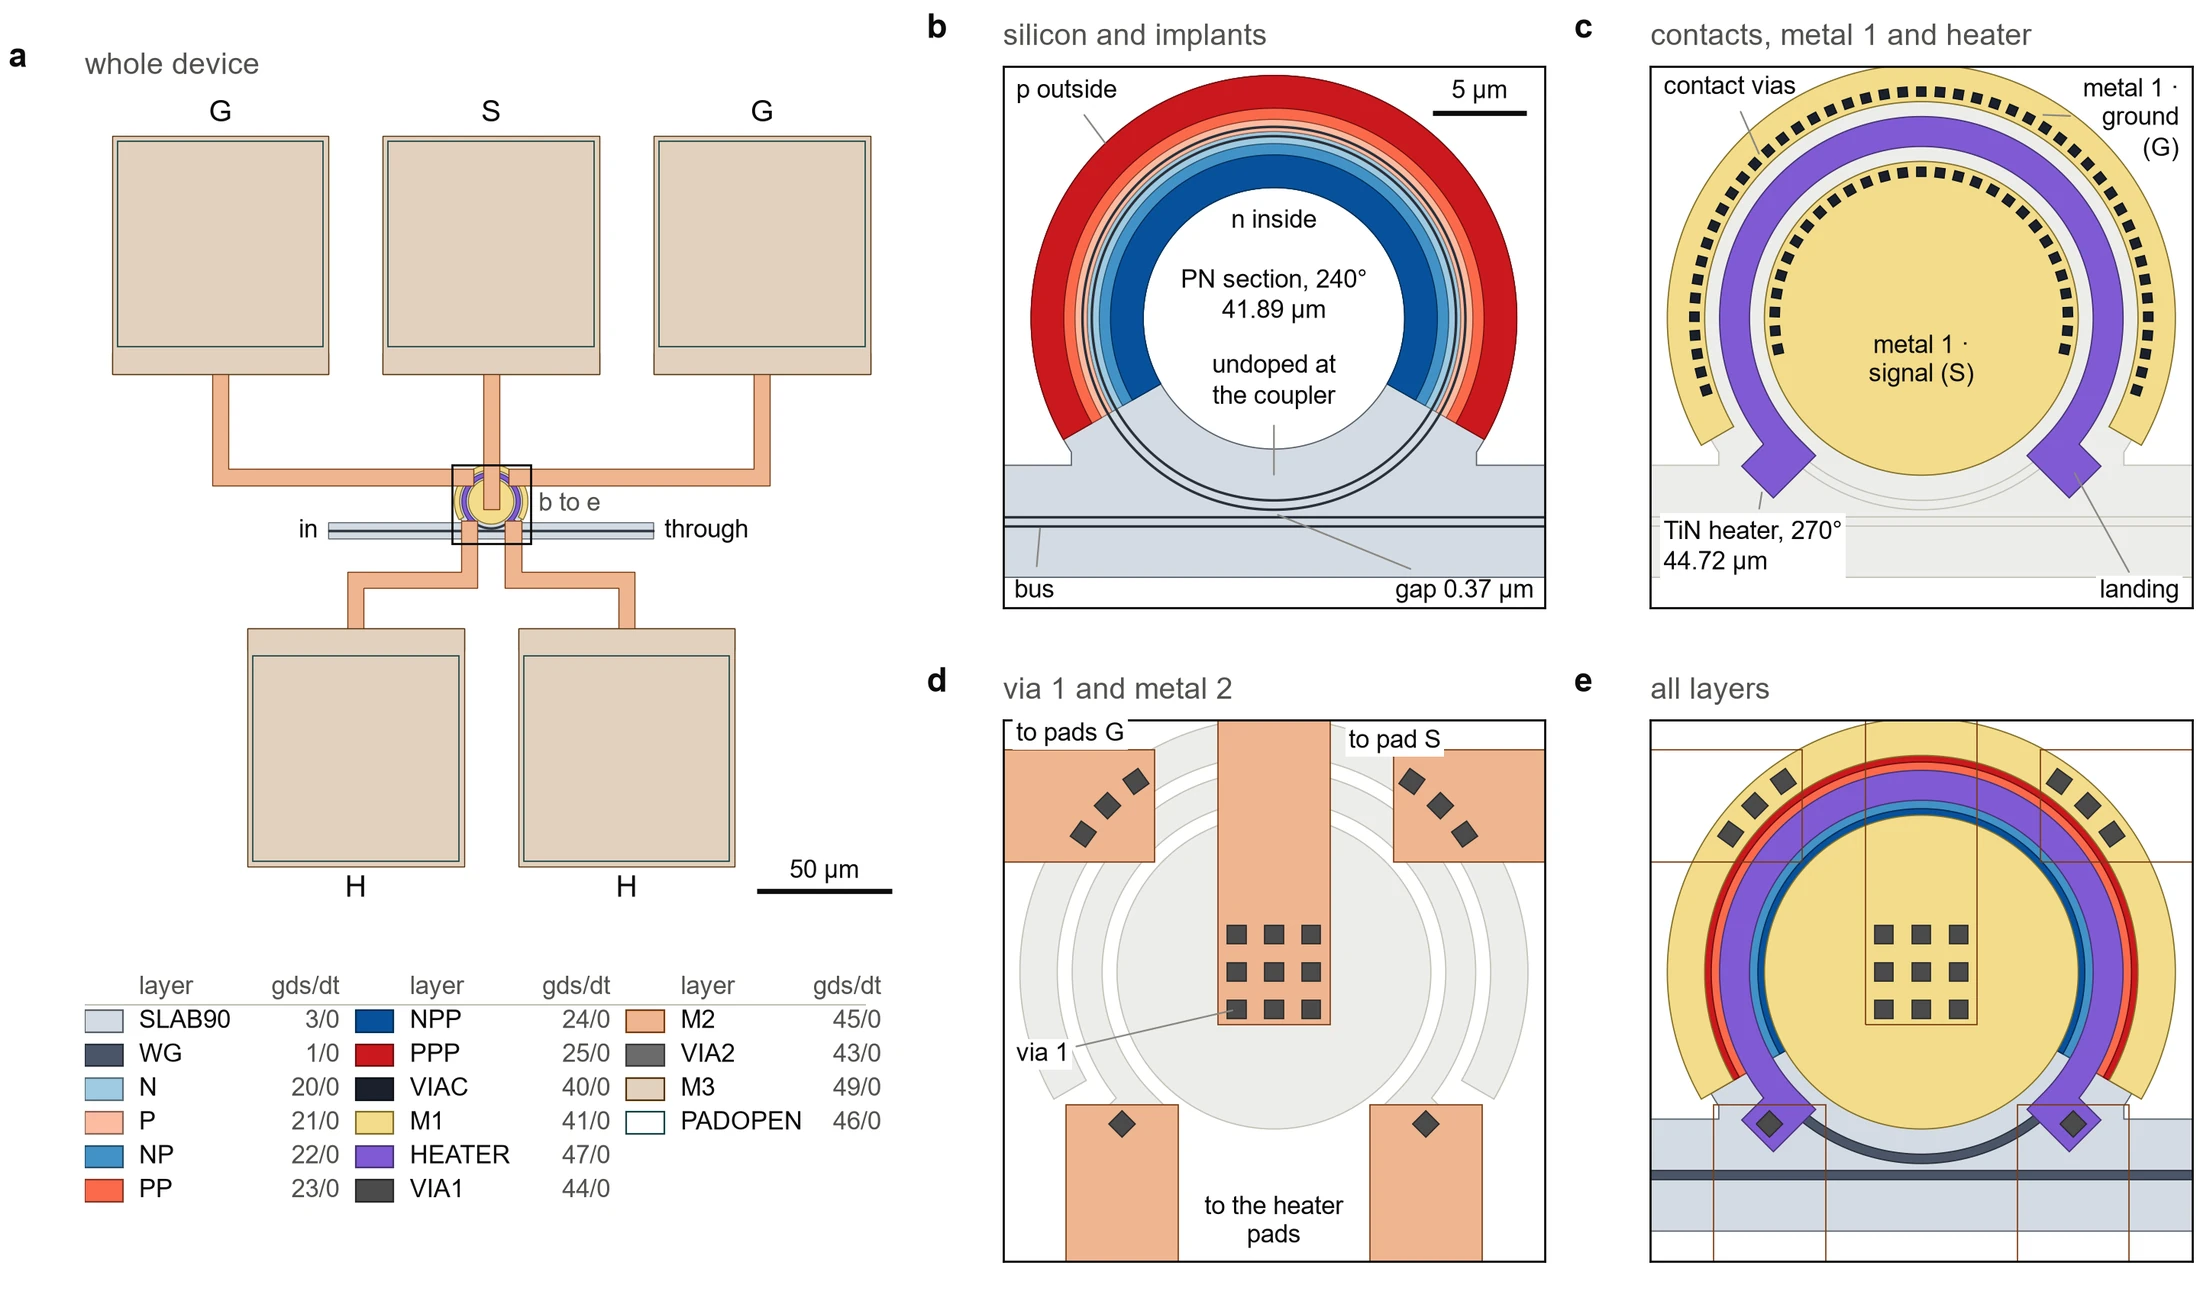 a
whole device
G
S
G
b to e
in
through
H
H
50 µm
layer gds/dt layer gds/dt layer gds/dt
SLAB90 3/0 NPP 24/0 M2 45/0
WG 1/0 PPP 25/0 VIA2 43/0
N 20/0 VIAC 40/0 M3 49/0
P 21/0 M1 41/0 PADOPEN 46/0
NP 22/0 HEATER 47/0
PP 23/0 VIA1 44/0
b
silicon and implants
p outside
5 µm
n inside
PN section, 240°
41.89 µm
undoped at
the coupler
bus
gap 0.37 µm
c
contacts, metal 1 and heater
contact vias
metal 1 ·
ground
(G)
metal 1 ·
signal (S)
TiN heater, 270°
44.72 µm
landing
d
via 1 and metal 2
to pads G
to pad S
via 1
to the heater
pads
e
all layers